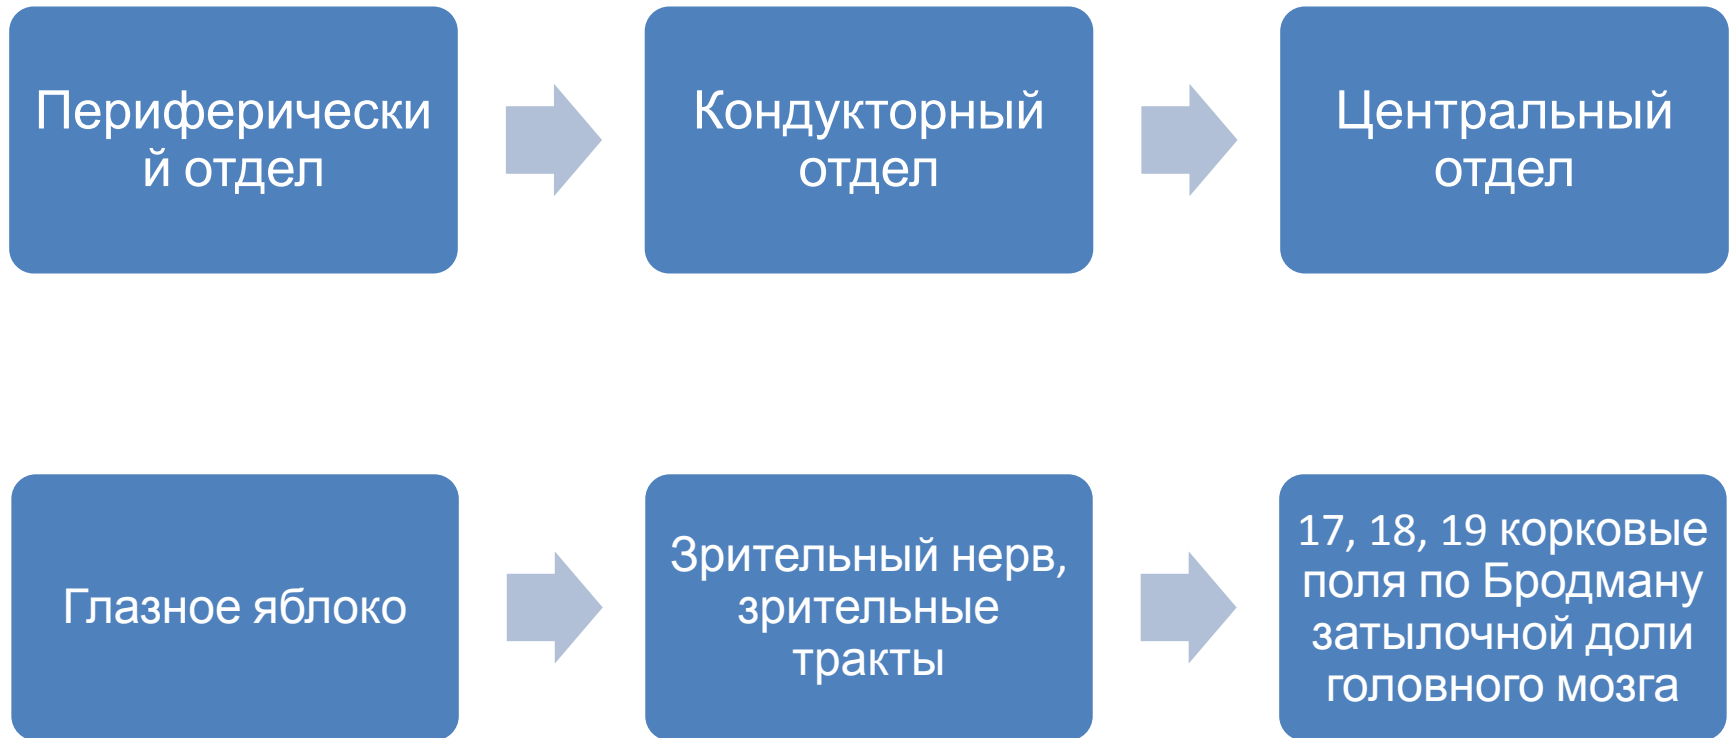 Периферически
й отдел
Кондукторный
отдел
Центральный
отдел
Глазное яблоко
Зрительный нерв,
зрительные
тракты
17, 18, 19 корковые
поля по Бродману
затылочной доли
головного мозга